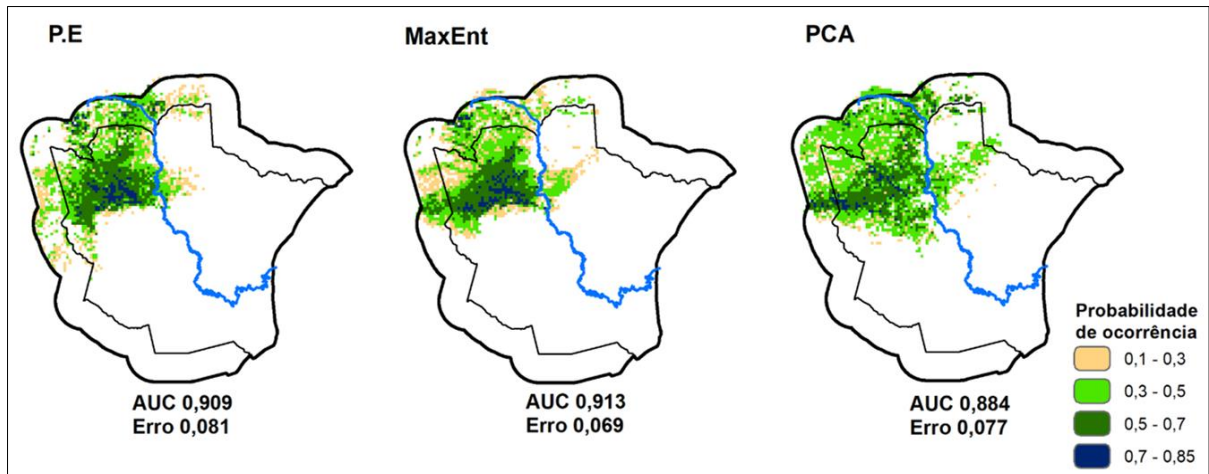 P.E
MaxEnt
PCA
AUC 0,909
Erro 0,081
AUC 0,913
Erro 0,069
AUC 0,884
Erro 0,077
Probabilidade
de ocorrência
0,1 - 0,3
0,3 - 0,5
0,5 - 0,7
0,7 - 0,85